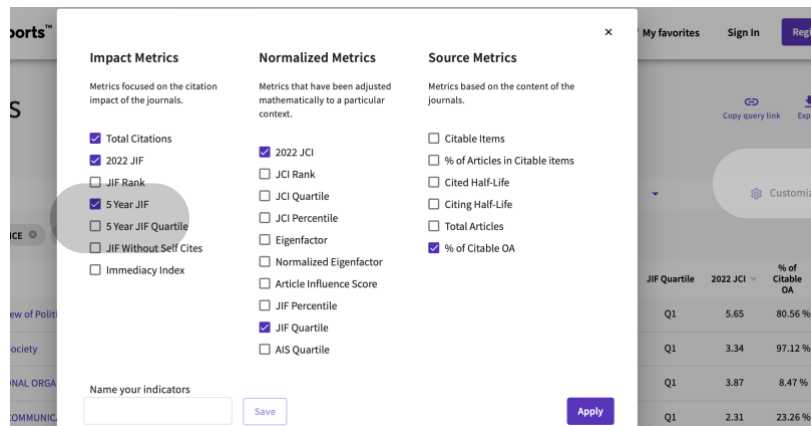 ports™
My favorites
Sign In
Regi
Copy query link
Exp
Customiz
×
Impact Metrics
Metrics focused on the citation
impact of the journals.
Total Citations
2022 JIF
JIF Rank
5 Year JIF
5 Year JIF Quartile
JIF Without Self Cites
Immediacy Index
Normalized Metrics
Metrics that have been adjusted
mathematically to a particular
context.
2022 JCI
JCI Rank
JCI Quartile
JCI Percentile
Eigenfactor
Normalized Eigenfactor
Article Influence Score
JIF Percentile
JIF Quartile
AIS Quartile
Source Metrics
Metrics based on the content of the
journals.
Citable Items
% of Articles in Citable items
Cited Half-Life
Citing Half-Life
Total Articles
% of Citable OA
Name your indicators
Save
Apply
S
NCE
ew of Politi
ociety
NAL ORGA
OMMUNIC
JIF Quartile
2022 JCI
% of
Citable
OA
Q1 5.65 80.56 %
Q1 3.34 97.12 %
Q1 3.87 8.47 %
Q1 2.31 23.26 %